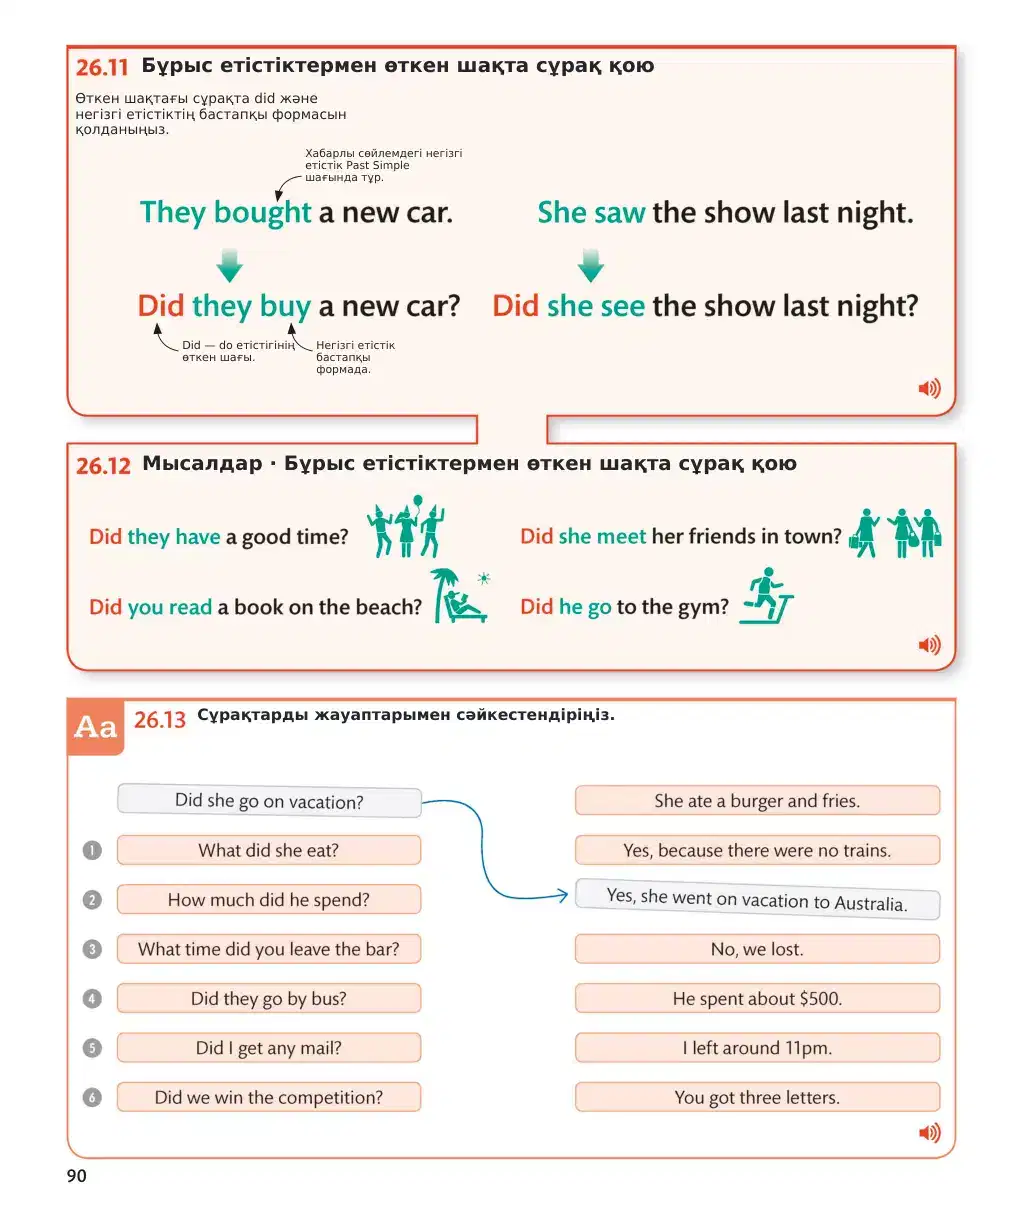 26.11 Бұрыс етістіктермен өткен шақта сұрақ қою
Өткен шақтағы сұрақта did және
негізгі етістіктің бастапқы формасын
қолданыңыз.
Хабарлы сөйлемдегі негізгі
етістік Past Simple
шағында тұр.
They bought a new car.
She saw the show last night.
Did they buy a new car?
Did she see the show last night?
Did — do етістігінің
өткен шағы.
Негізгі етістік
бастапқы
формада.
26.12 Мысалдар · Бұрыс етістіктермен өткен шақта сұрақ қою
Did they have a good time?
Did she meet her friends in town?
Did you read a book on the beach?
Did he go to the gym?
Aa 26.13 Сұрақтарды жауаптарымен сәйкестендіріңіз.
Did she go on vacation?
She ate a burger and fries.
1 What did she eat?
Yes, because there were no trains.
2 How much did he spend?
Yes, she went on vacation to Australia.
3 What time did you leave the bar?
No, we lost.
4 Did they go by bus?
He spent about $500.
5 Did I get any mail?
I left around 11pm.
6 Did we win the competition?
You got three letters.
90